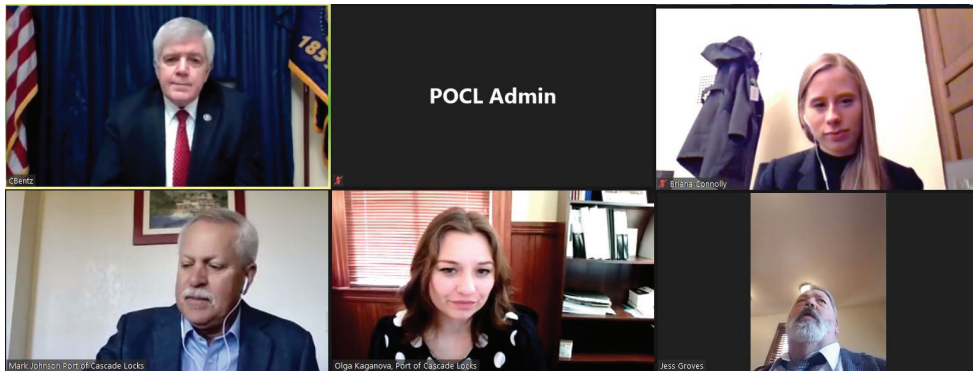 185
CBentz
POCL Admin
Briana Connolly
Mark Johnson Port of Cascade Locks
Olga Kaganova, Port of Cascade Locks
Jess Groves